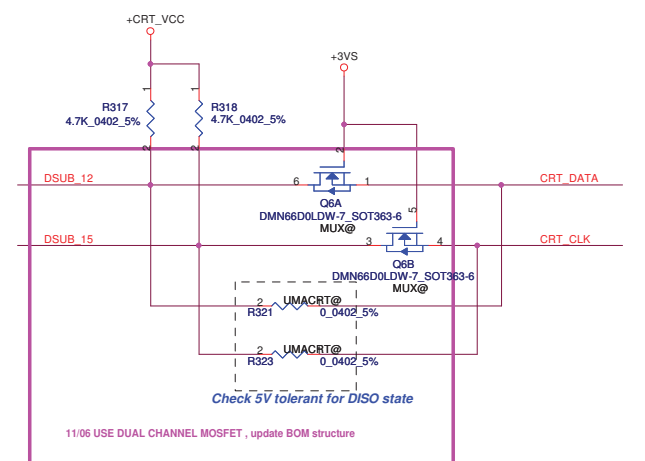 +CRT_VCC
+3VS
1
1
R317
4.7K_0402_5%
R318
4.7K_0402_5%
2
2
2
DSUB_12
6
1
CRT_DATA
Q6A
DMN66D0LDW-7_SOT363-6
MUX@
5
DSUB_15
3
4
CRT_CLK
Q6B
DMN66D0LDW-7_SOT363-6
MUX@
2
UMACRT@
1
R321
0_0402_5%
2
UMACRT@
1
R323
0_0402_5%
Check 5V tolerant for DISO state
11/06 USE DUAL CHANNEL MOSFET , update BOM structure